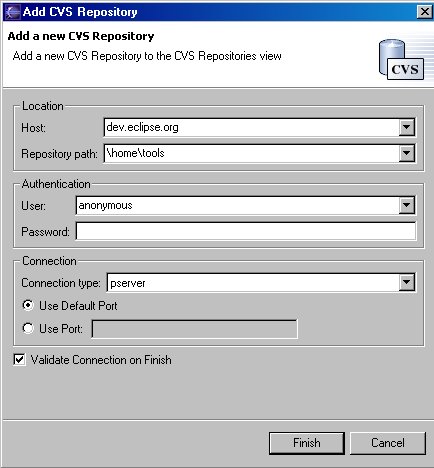 Add CVS Repository
Add a new CVS Repository
Add a new CVS Repository to the CVS Repositories view
CVS
Location
Host: dev.eclipse.org
Repository path: \home\tools
Authentication
User: anonymous
Password:
Connection
Connection type: pserver
Use Default Port
Use Port:
Validate Connection on Finish
Finish Cancel